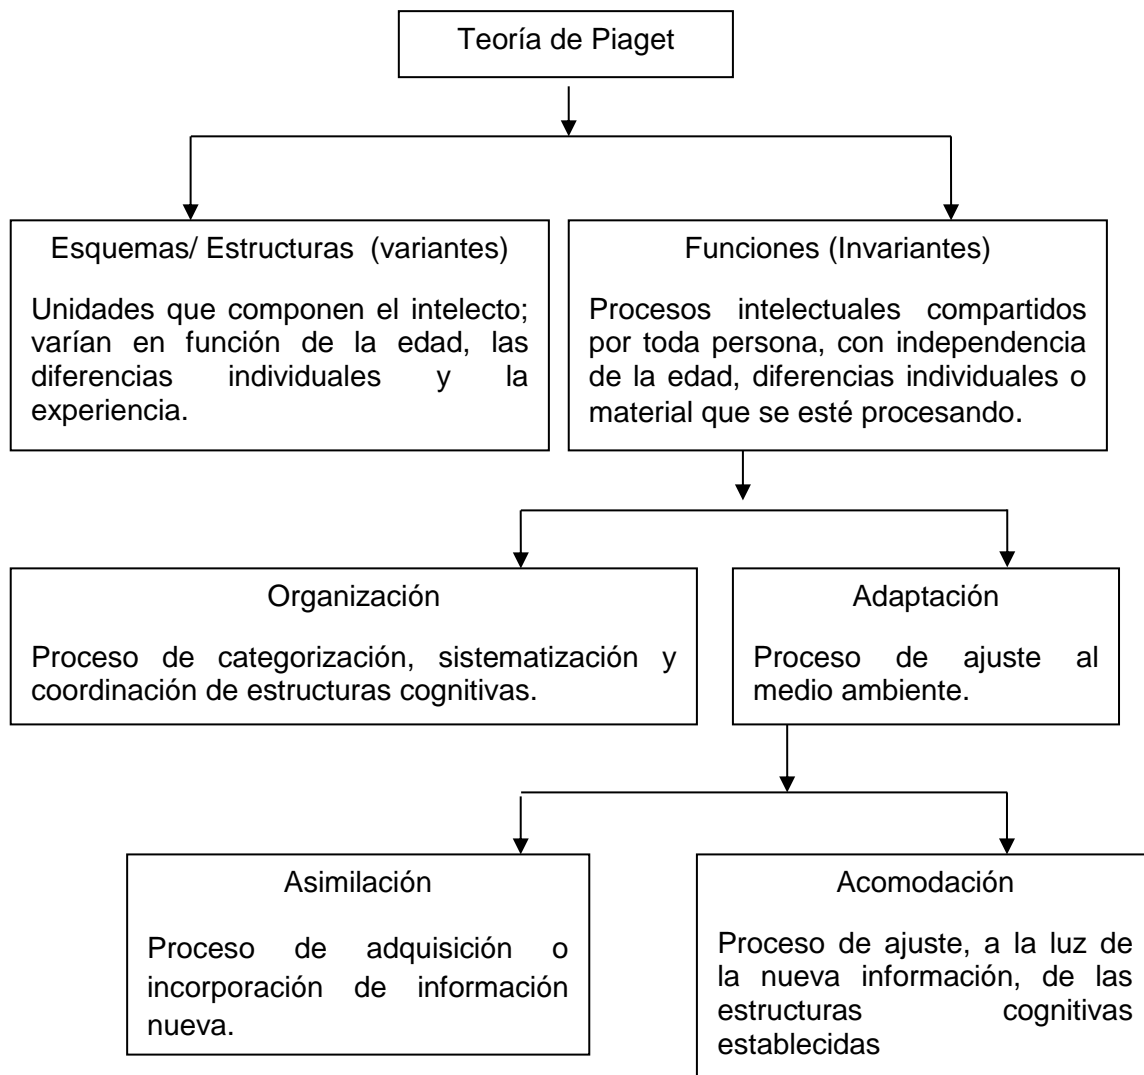 Teoría de Piaget
Esquemas/ Estructuras (variantes)
Unidades que componen el intelecto;
varían en función de la edad, las
diferencias individuales y la
experiencia.
Funciones (Invariantes)
Procesos intelectuales compartidos
por toda persona, con independencia
de la edad, diferencias individuales o
material que se esté procesando.
Organización
Proceso de categorización, sistematización y
coordinación de estructuras cognitivas.
Adaptación
Proceso de ajuste al
medio ambiente.
Asimilación
Proceso de adquisición o
incorporación de información
nueva.
Acomodación
Proceso de ajuste, a la luz de
la nueva información, de las
estructuras cognitivas
establecidas